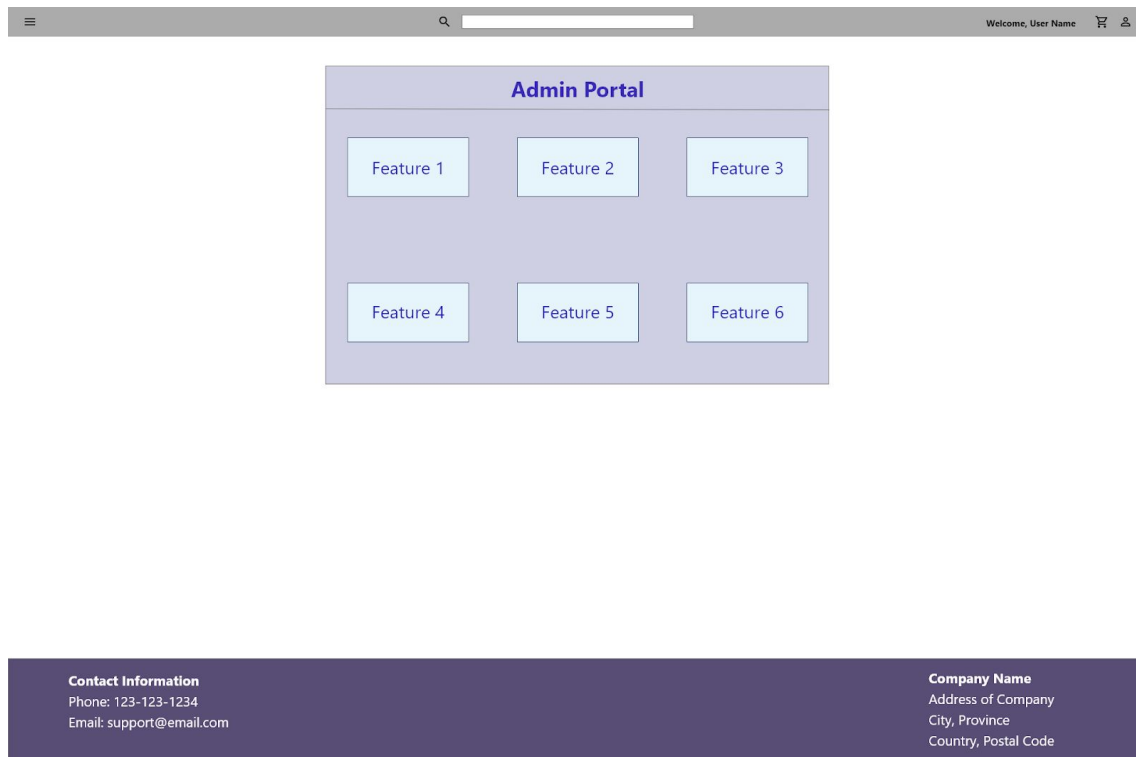 Welcome, User Name
Admin Portal
Feature 1
Feature 2
Feature 3
Feature 4
Feature 5
Feature 6
Contact Information
Phone: 123-123-1234
Email: support@email.com
Company Name
Address of Company
City, Province
Country, Postal Code